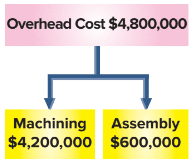 Overhead Cost $4,800,000
Machining
$4,200,000
Assembly
$600,000